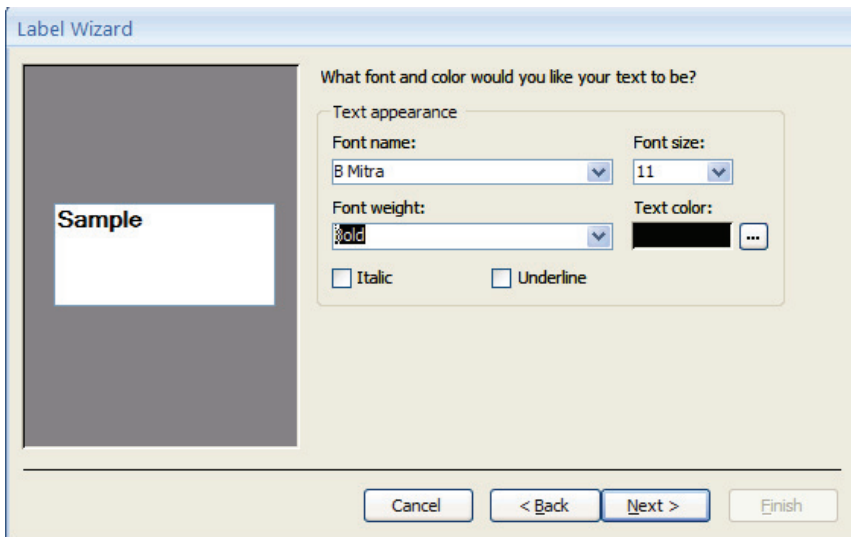 Label Wizard
What font and color would you like your text to be?
Text appearance
Font name: Font size:
B Mitra 11
Font weight: Text color:
Bold ...
Italic Underline
Sample
Cancel < Back Next > Finish